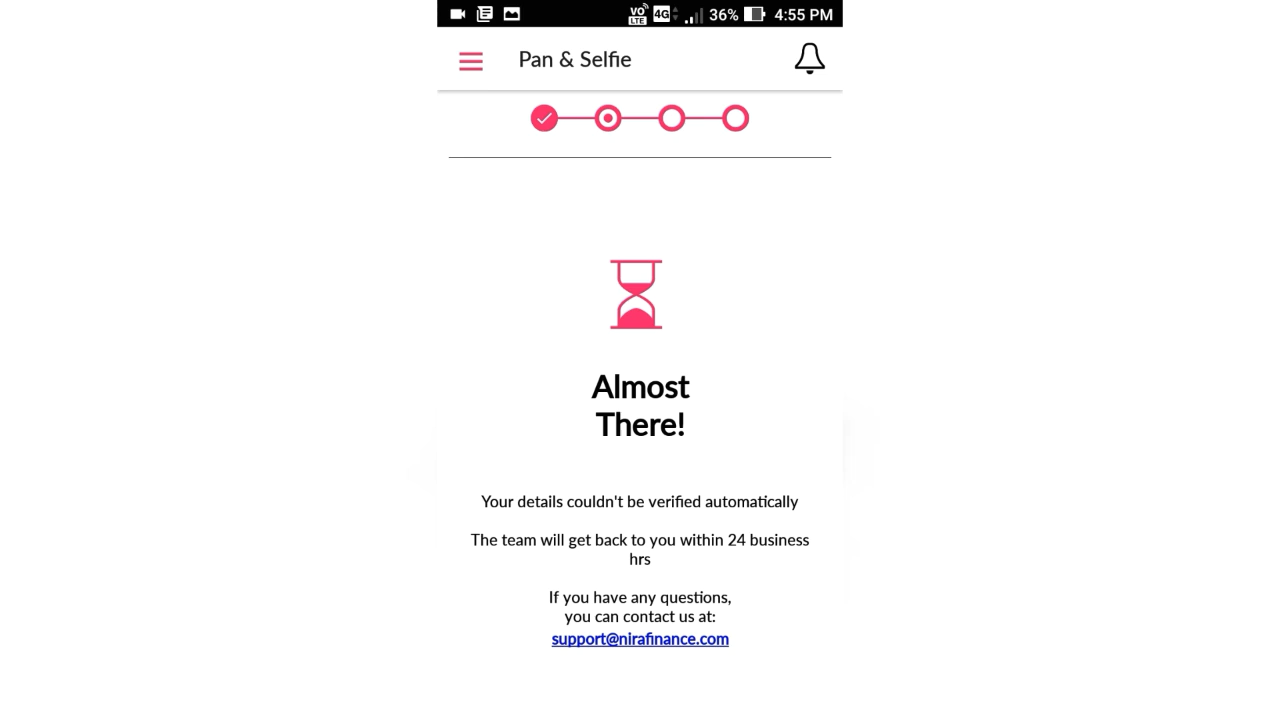 VO LTE 4G 36% 4:55 PM
Pan & Selfie
Almost
There!
Your details couldn't be verified automatically
The team will get back to you within 24 business
hrs
If you have any questions,
you can contact us at:
support@nirafinance.com